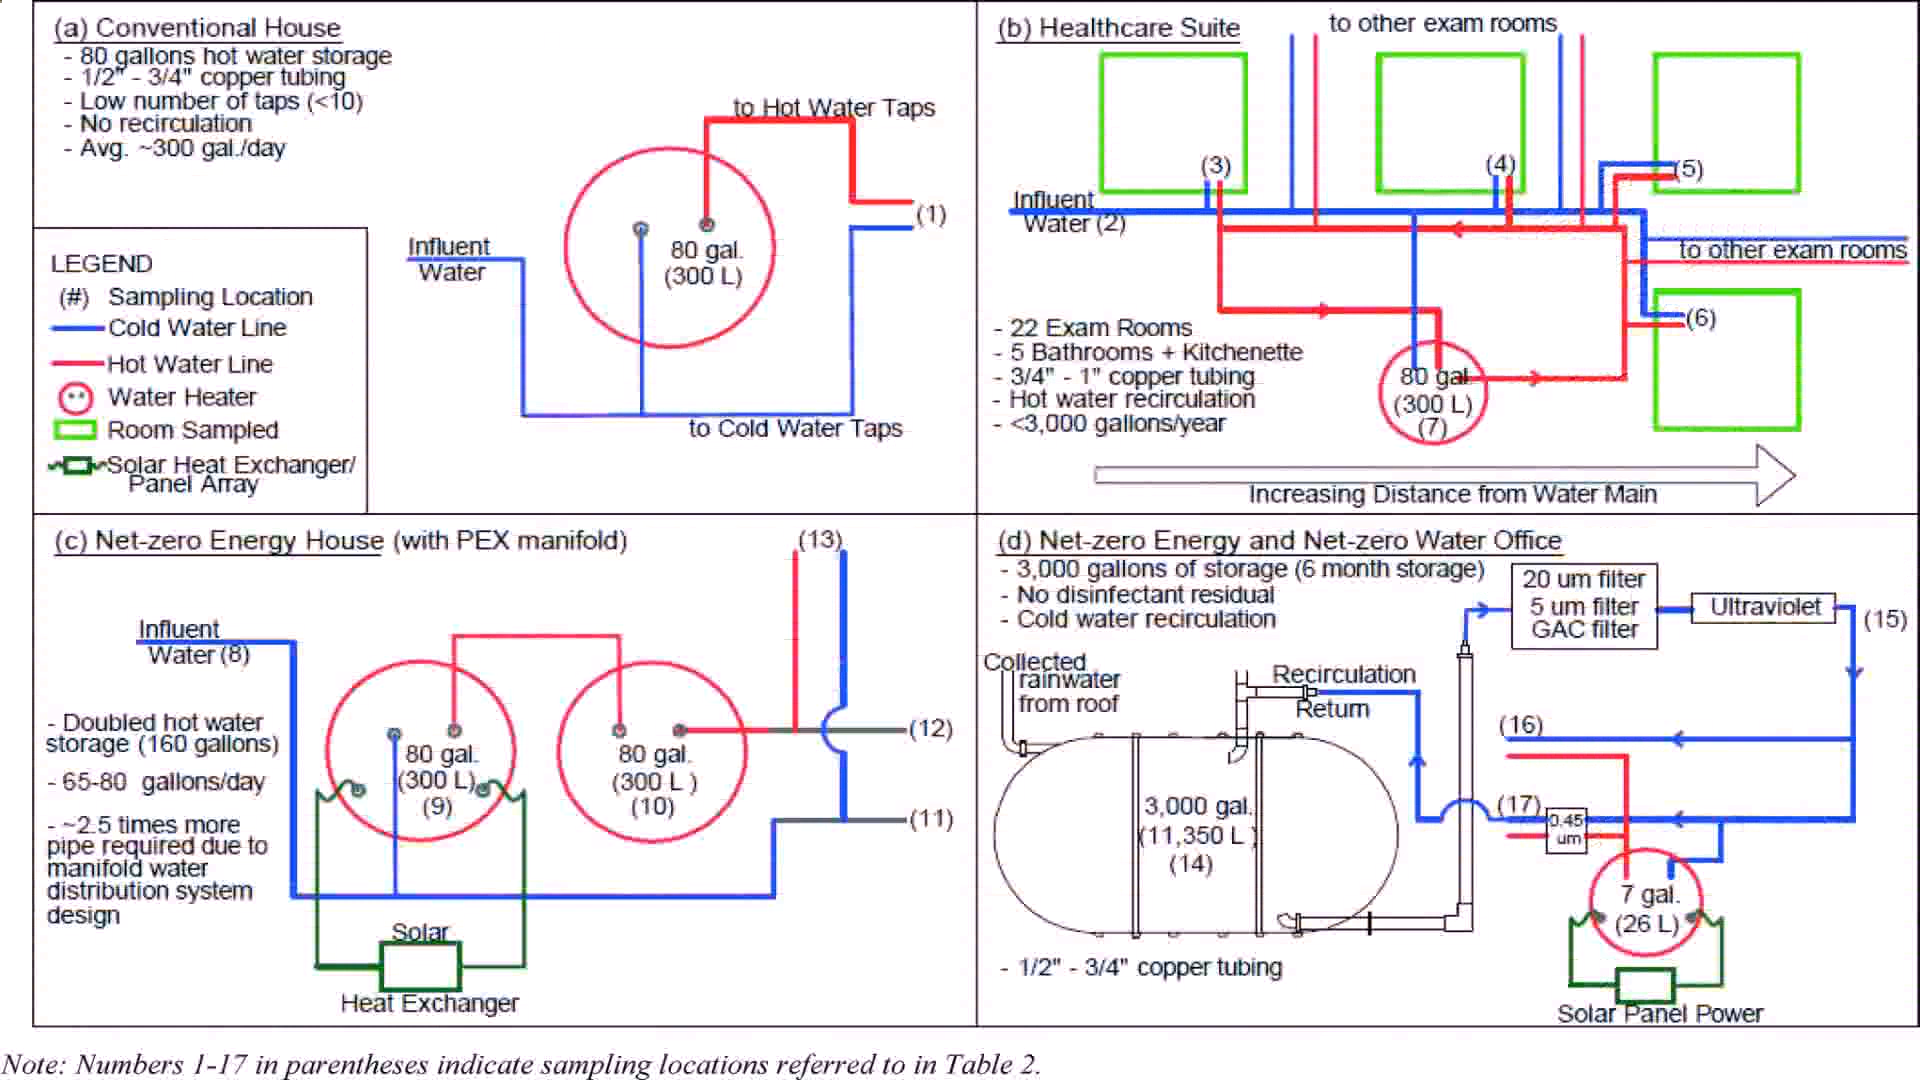 (a) Conventional House
- 80 gallons hot water storage
- 1/2" - 3/4" copper tubing
- Low number of taps (<10)
- No recirculation
- Avg. ~300 gal./day
to Hot Water Taps
(1)
Influent
Water
80 gal.
(300 L)
to Cold Water Taps
LEGEND
(#) Sampling Location
Cold Water Line
Hot Water Line
Water Heater
Room Sampled
Solar Heat Exchanger/
Panel Array
(b) Healthcare Suite
to other exam rooms
(3)
(4)
(5)
Influent
Water (2)
to other exam rooms
(6)
- 22 Exam Rooms
- 5 Bathrooms + Kitchenette
- 3/4" - 1" copper tubing
- Hot water recirculation
- <3,000 gallons/year
80 gal.
(300 L)
(7)
Increasing Distance from Water Main
(c) Net-zero Energy House (with PEX manifold)
(13)
Influent
Water (8)
- Doubled hot water
storage (160 gallons)
- 65-80 gallons/day
- ~2.5 times more
pipe required due to
manifold water
distribution system
design
80 gal.
(300 L)
(9)
80 gal.
(300 L )
(10)
(12)
(11)
Solar
Heat Exchanger
(d) Net-zero Energy and Net-zero Water Office
- 3,000 gallons of storage (6 month storage)
- No disinfectant residual
- Cold water recirculation
20 um filter
5 um filter
GAC filter
Ultraviolet
(15)
Collected
rainwater
from roof
Recirculation
Return
(16)
(17)
0.45
um
3,000 gal.
(11,350 L )
(14)
7 gal.
(26 L)
- 1/2" - 3/4" copper tubing
Solar Panel Power
Note: Numbers 1-17 in parentheses indicate sampling locations referred to in Table 2.